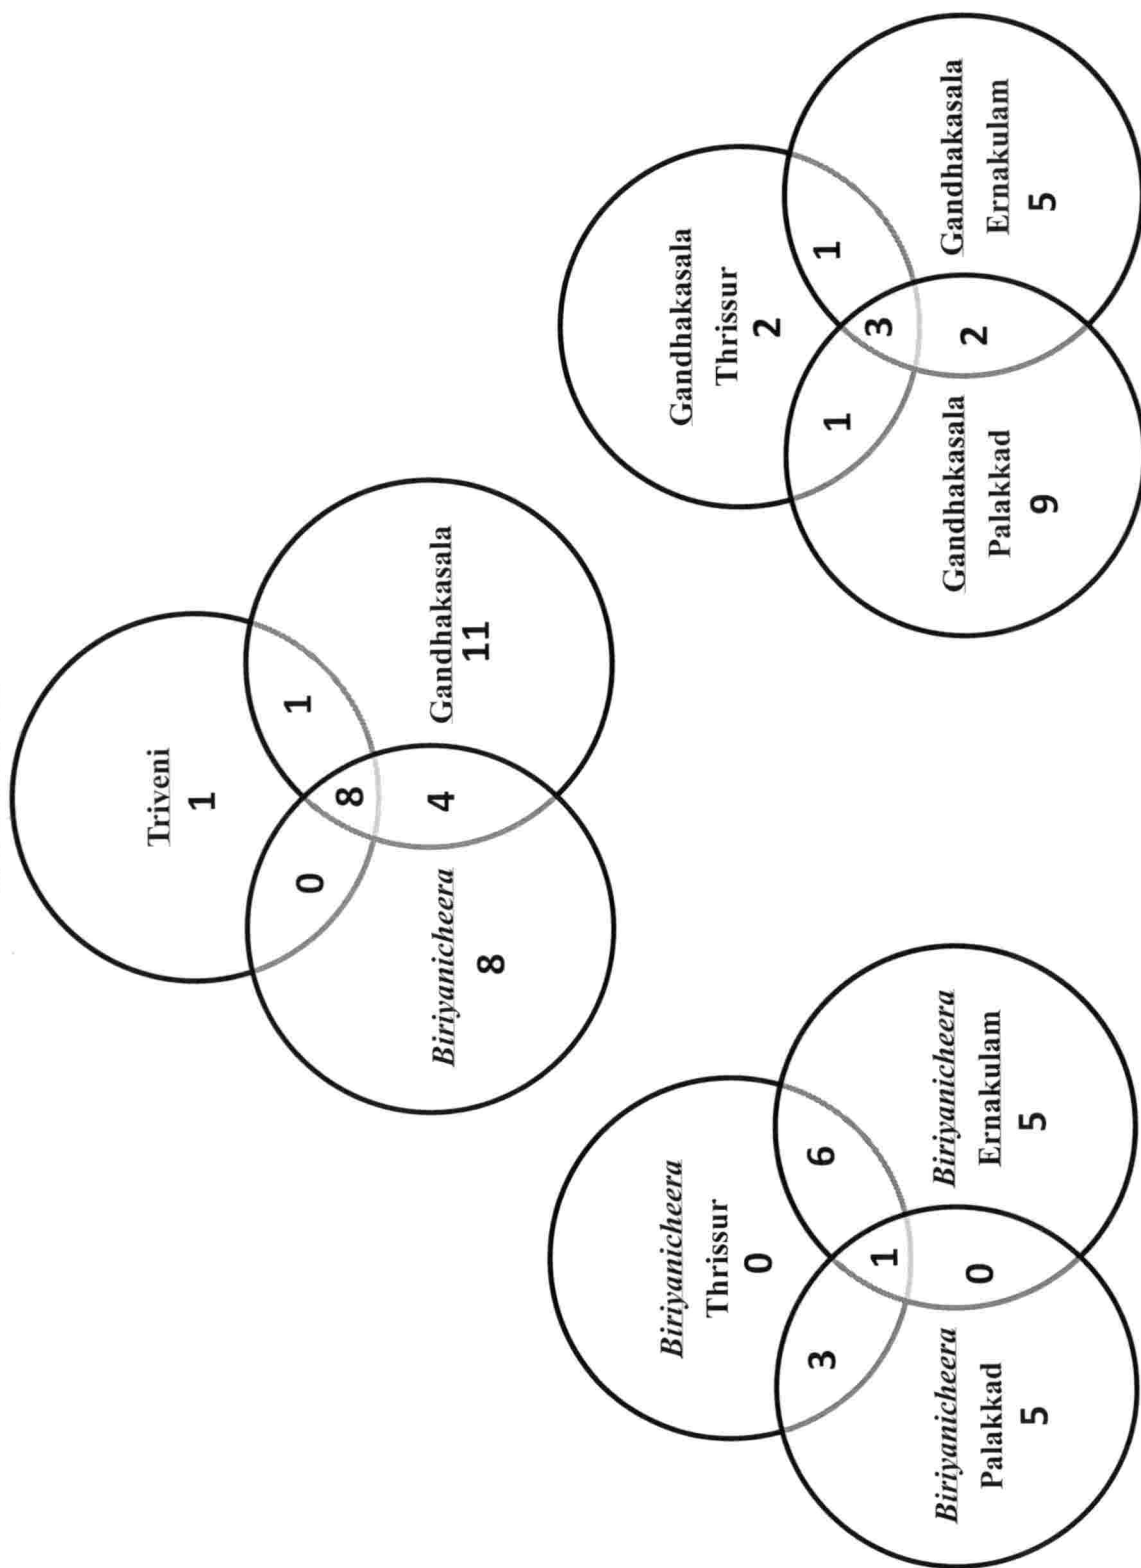 Triveni
1
0
8
1
Biriyanicheera
8
4
Gandhakasala
11
Biriyanicheera
Thrissur
0
3
1
6
Biriyanicheera
Palakkad
5
0
Biriyanicheera
Ernakulam
5
Gandhakasala
Thrissur
2
1
3
1
Gandhakasala
Palakkad
9
2
Gandhakasala
Ernakulam
5